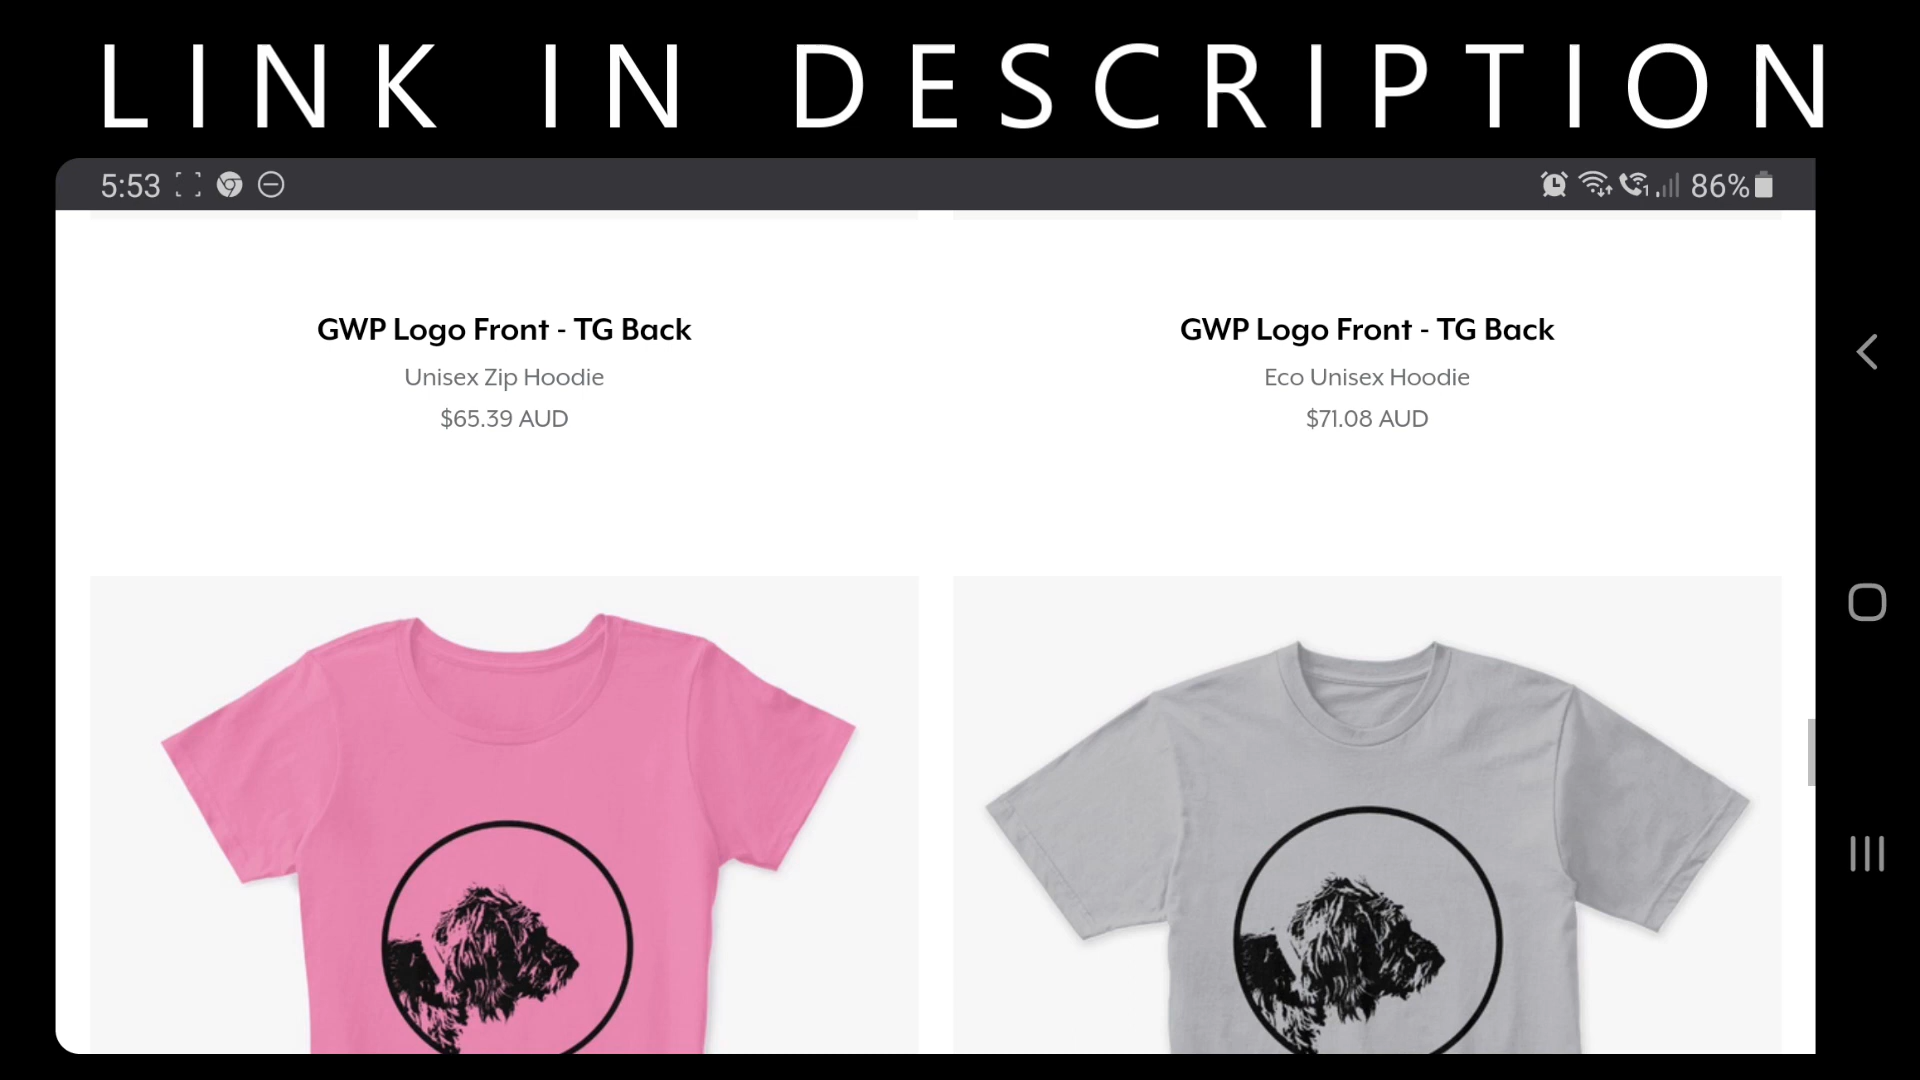 LINK IN DESCRIPTION
5:53
86%
GWP Logo Front - TG Back
Unisex Zip Hoodie
$65.39 AUD
GWP Logo Front - TG Back
Eco Unisex Hoodie
$71.08 AUD